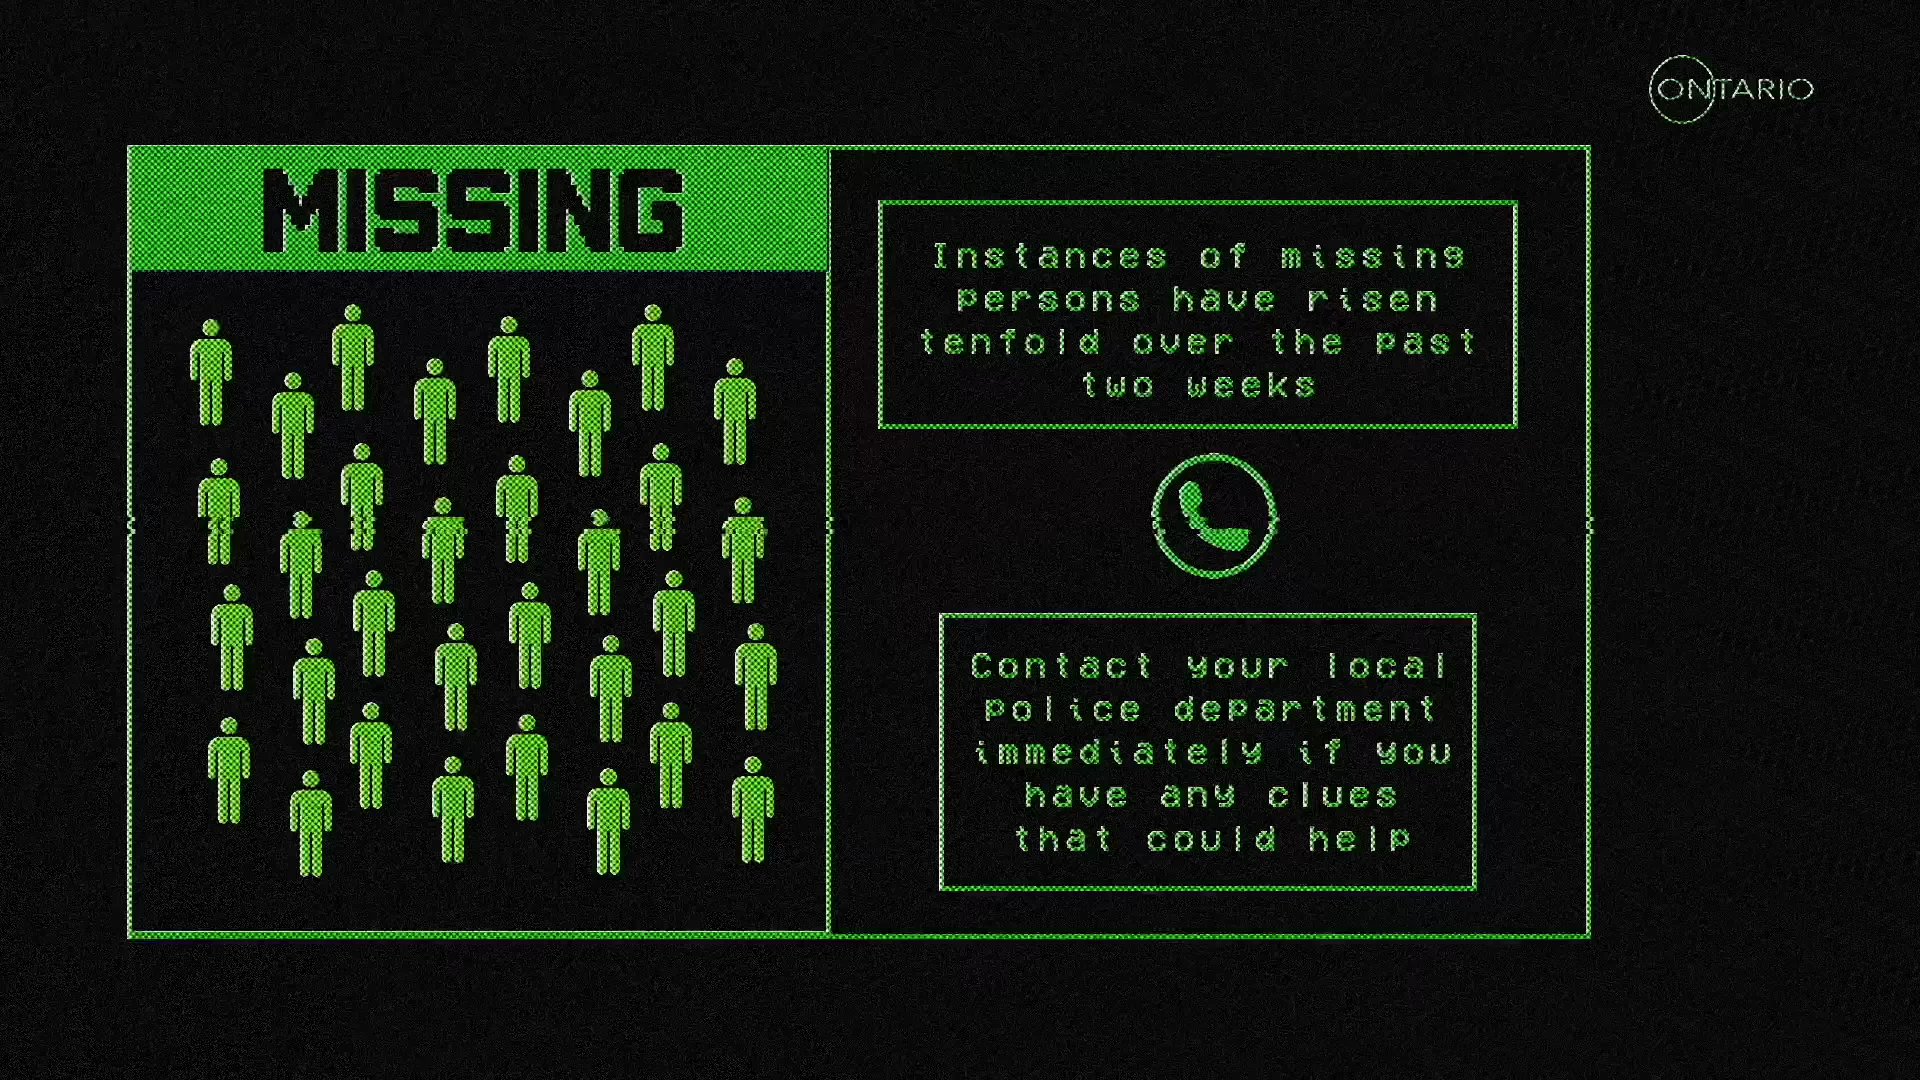 ONTARIO
MISSING
Instances of missing
persons have risen
tenfold over the past
two weeks
Contact your local
police department
immediately if you
have any clues
that could help